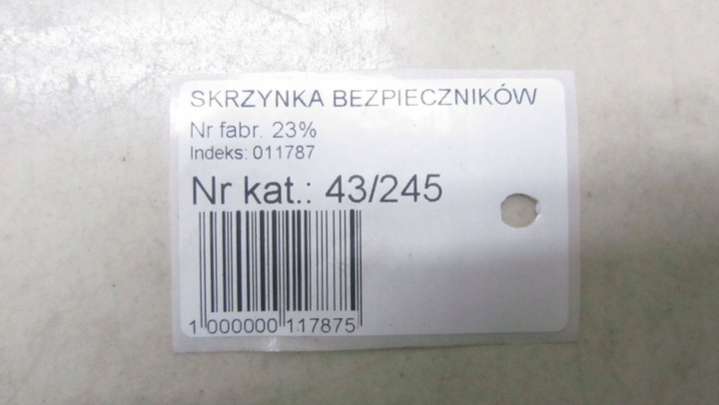 SKRZYNKA BEZPIECZNIKÓW
Nr fabr. 23%
Indeks: 011787
Nr kat.: 43/245
1 000000 117875